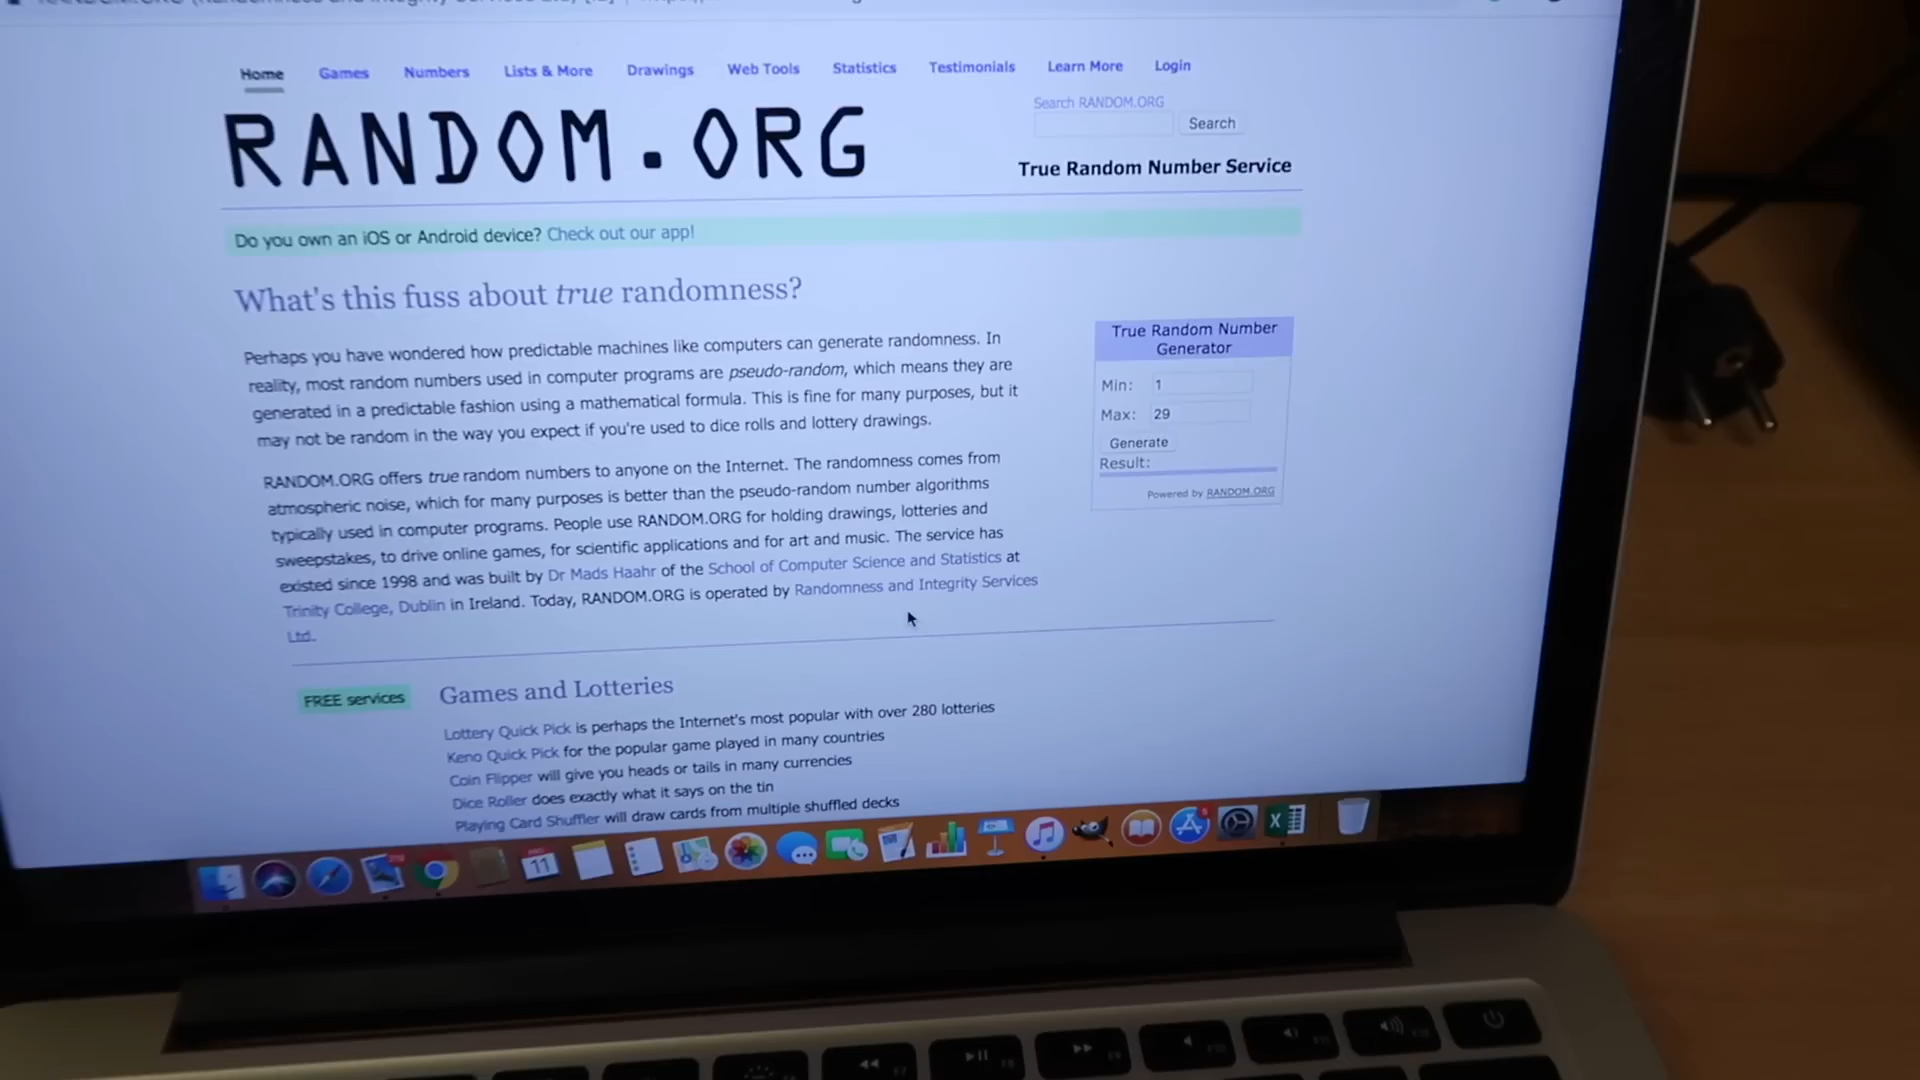 Home Games Numbers Lists & More Drawings Web Tools Statistics Testimonials Learn More Login
RANDOM.ORG
Search RANDOM.ORG
Search
True Random Number Service
Do you own an iOS or Android device? Check out our app!
What's this fuss about true randomness?
Perhaps you have wondered how predictable machines like computers can generate randomness. In
reality, most random numbers used in computer programs are pseudo-random, which means they are
generated in a predictable fashion using a mathematical formula. This is fine for many purposes, but it
may not be random in the way you expect if you're used to dice rolls and lottery drawings.
RANDOM.ORG offers true random numbers to anyone on the Internet. The randomness comes from
atmospheric noise, which for many purposes is better than the pseudo-random number algorithms
typically used in computer programs. People use RANDOM.ORG for holding drawings, lotteries and
sweepstakes, to drive online games, for scientific applications and for art and music. The service has
existed since 1998 and was built by Dr Mads Haahr of the School of Computer Science and Statistics at
Trinity College, Dublin in Ireland. Today, RANDOM.ORG is operated by Randomness and Integrity Services
Ltd.
True Random Number
Generator
Min: 1
Max: 29
Generate
Result:
Powered by RANDOM.ORG
FREE services
Games and Lotteries
Lottery Quick Pick is perhaps the Internet's most popular with over 280 lotteries
Keno Quick Pick for the popular game played in many countries
Coin Flipper will give you heads or tails in many currencies
Dice Roller does exactly what it says on the tin
Playing Card Shuffler will draw cards from multiple shuffled decks
11